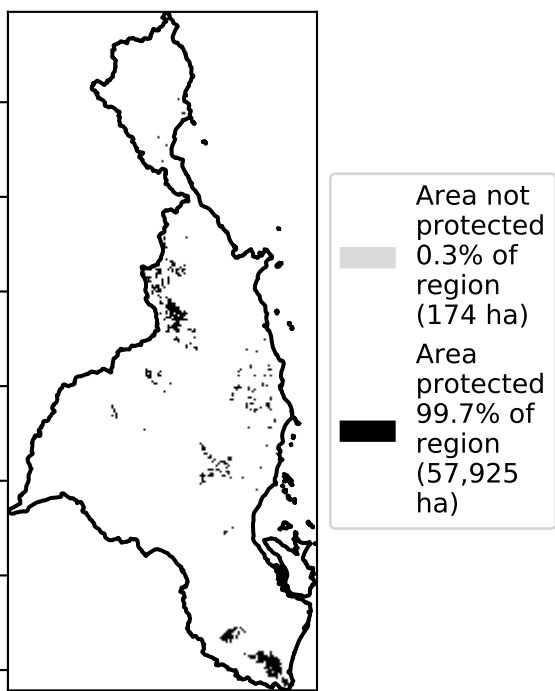 Area not
protected
0.3% of
region
(174 ha)
Area
protected
99.7% of
region
(57,925
ha)